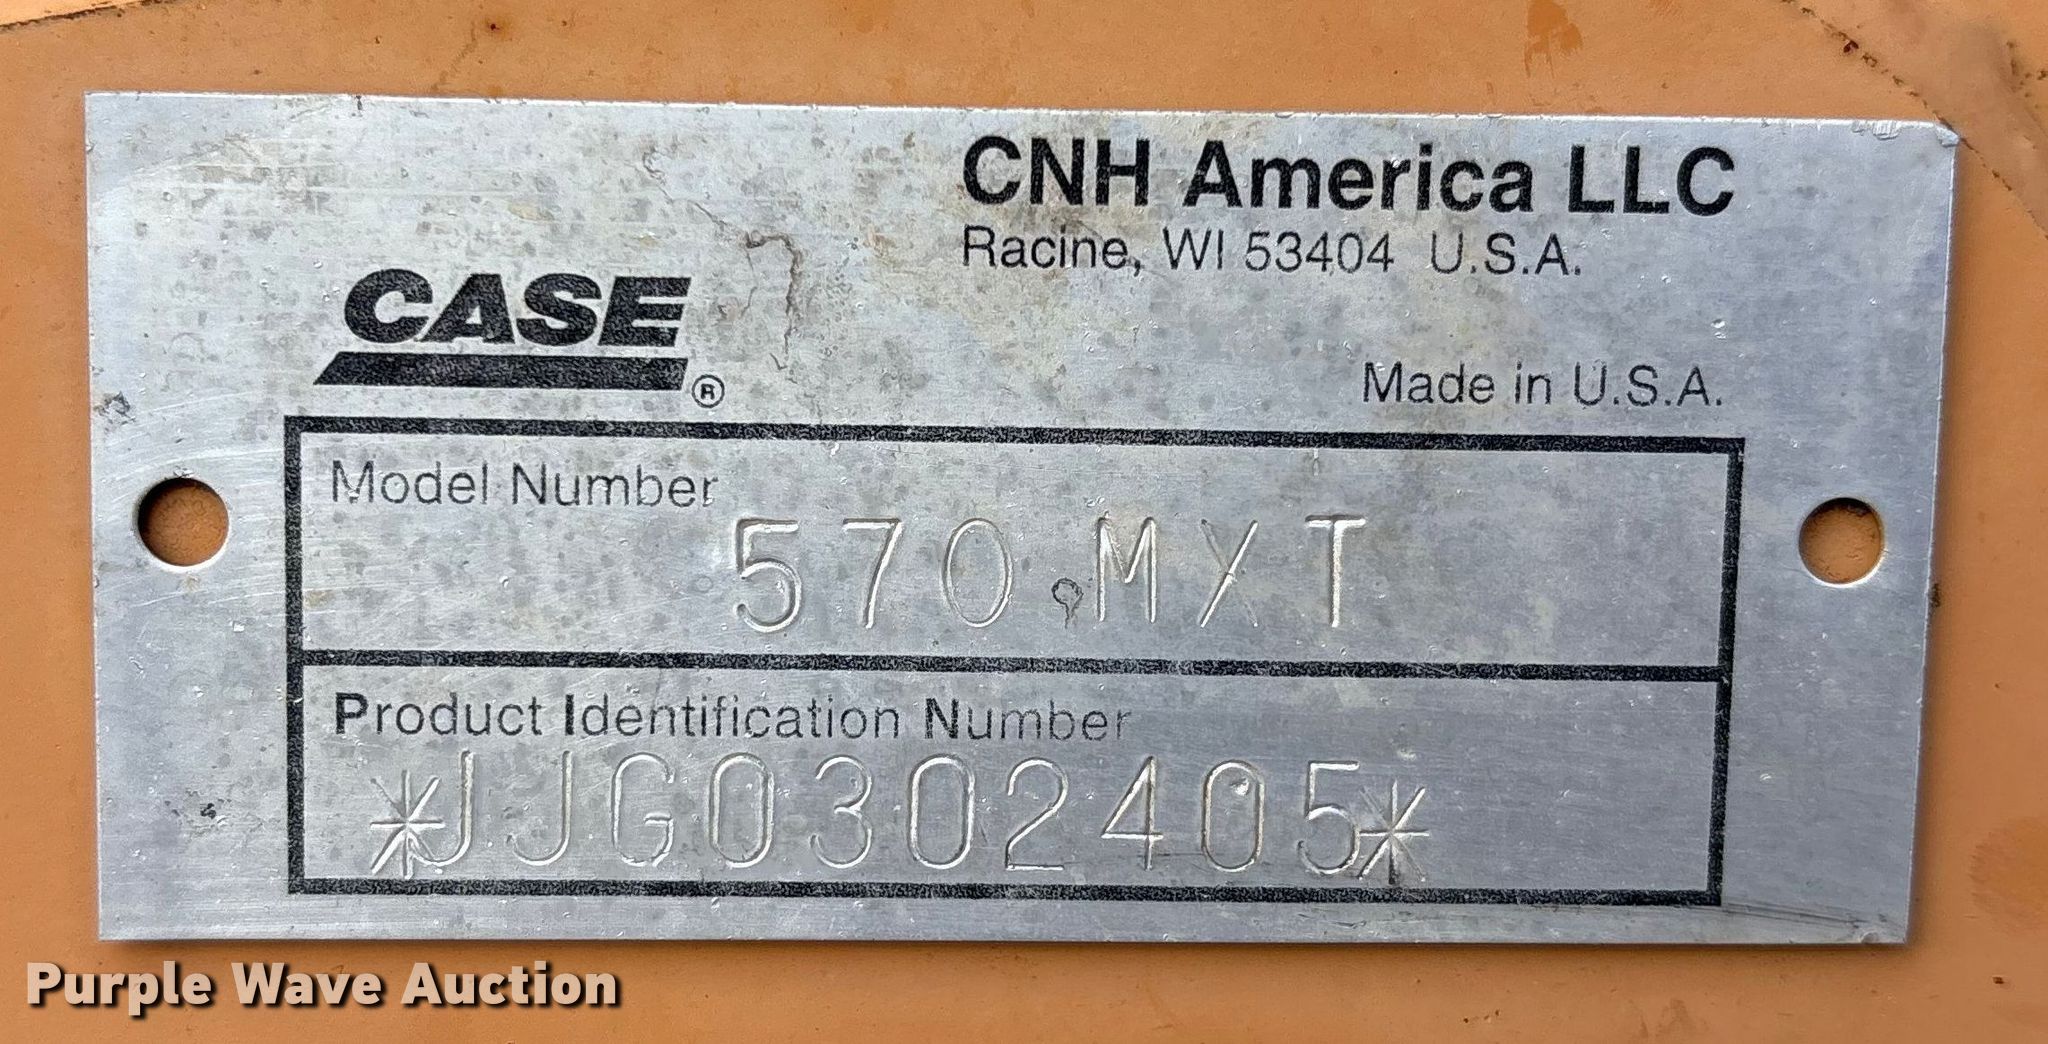 CNH America LLC
Racine, WI 53404 U.S.A.
CASE
®
Made in U.S.A.
Model Number
570 MXT
Product Identification Number
*JJG0302405*
Purple Wave Auction